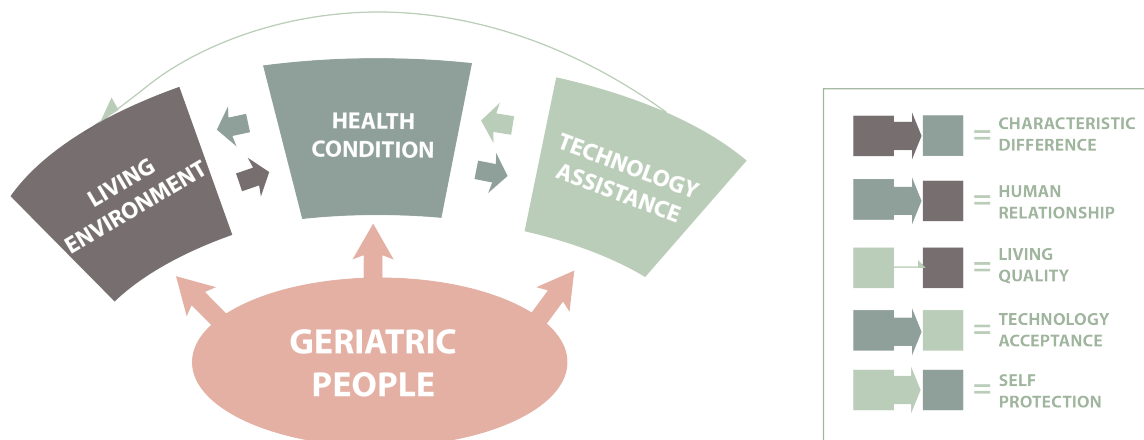 LIVING
ENVIRONMENT
HEALTH
CONDITION
TECHNOLOGY
ASSISTANCE
GERIATRIC
PEOPLE
= CHARACTERISTIC
DIFFERENCE
= HUMAN
RELATIONSHIP
= LIVING
QUALITY
= TECHNOLOGY
ACCEPTANCE
= SELF
PROTECTION